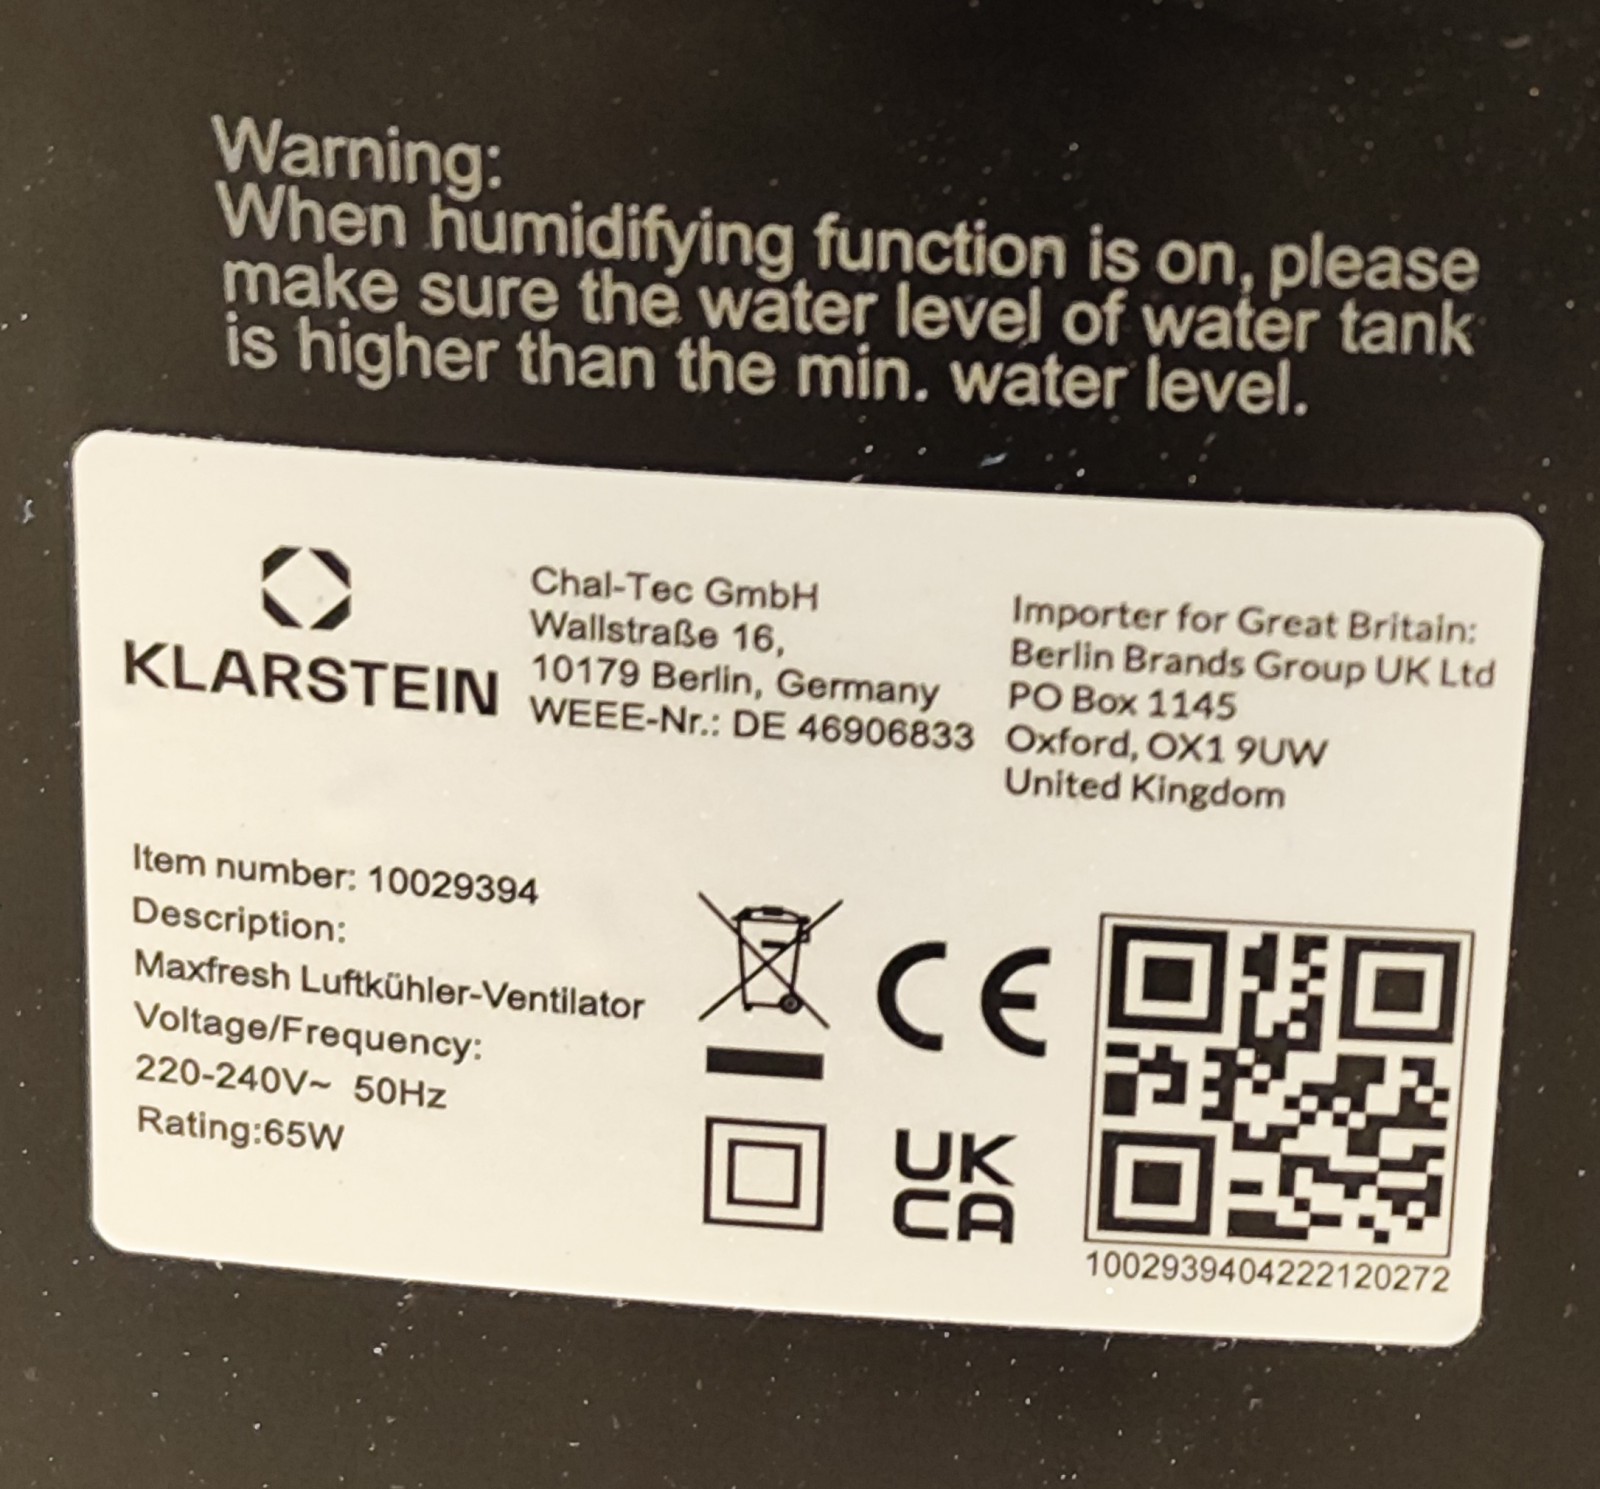 Warning:
When humidifying function is on, please
make sure the water level of water tank
is higher than the min. water level.
KLARSTEIN
Chal-Tec GmbH
Wallstraße 16,
10179 Berlin, Germany
WEEE-Nr.: DE 46906833
Importer for Great Britain:
Berlin Brands Group UK Ltd
PO Box 1145
Oxford, OX1 9UW
United Kingdom
Item number: 10029394
Description:
Maxfresh Luftkühler-Ventilator
Voltage/Frequency:
220-240V~ 50Hz
Rating:65W
CE
UK
CA
1002939404222120272